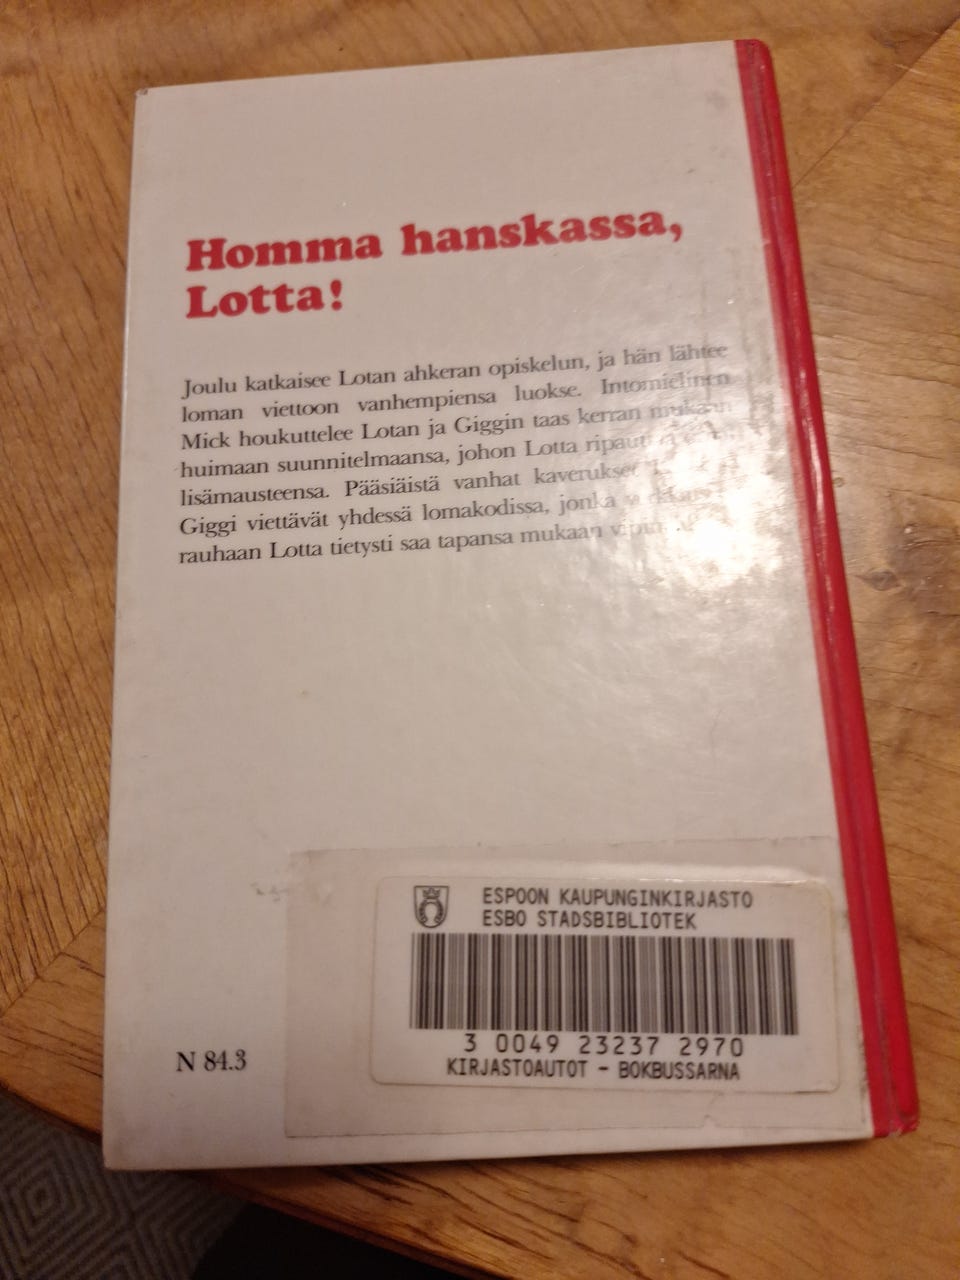 Homma hanskassa,
Lotta!
Joulu katkaisee Lotan ahkeran opiskelun, ja hän lähtee
loman viettoon vanhempiensa luokse. Intomielinen
Mick houkuttelee Lotan ja Giggin taas kerran mukaan
huimaan suunnitelmaansa, johon Lotta
lisämausteensa. Pääsiäistä vanhat
Giggi viettävät yhdessä lomakodissa, jonka
rauhaan Lotta tietysti saa tapansa mukaan
N 84.3
ESPOON KAUPUNGINKIRJASTO
ESBO STADSBIBLIOTEK
3 0049 23237 2970
KIRJASTOAUTOT - BOKBUSSARNA